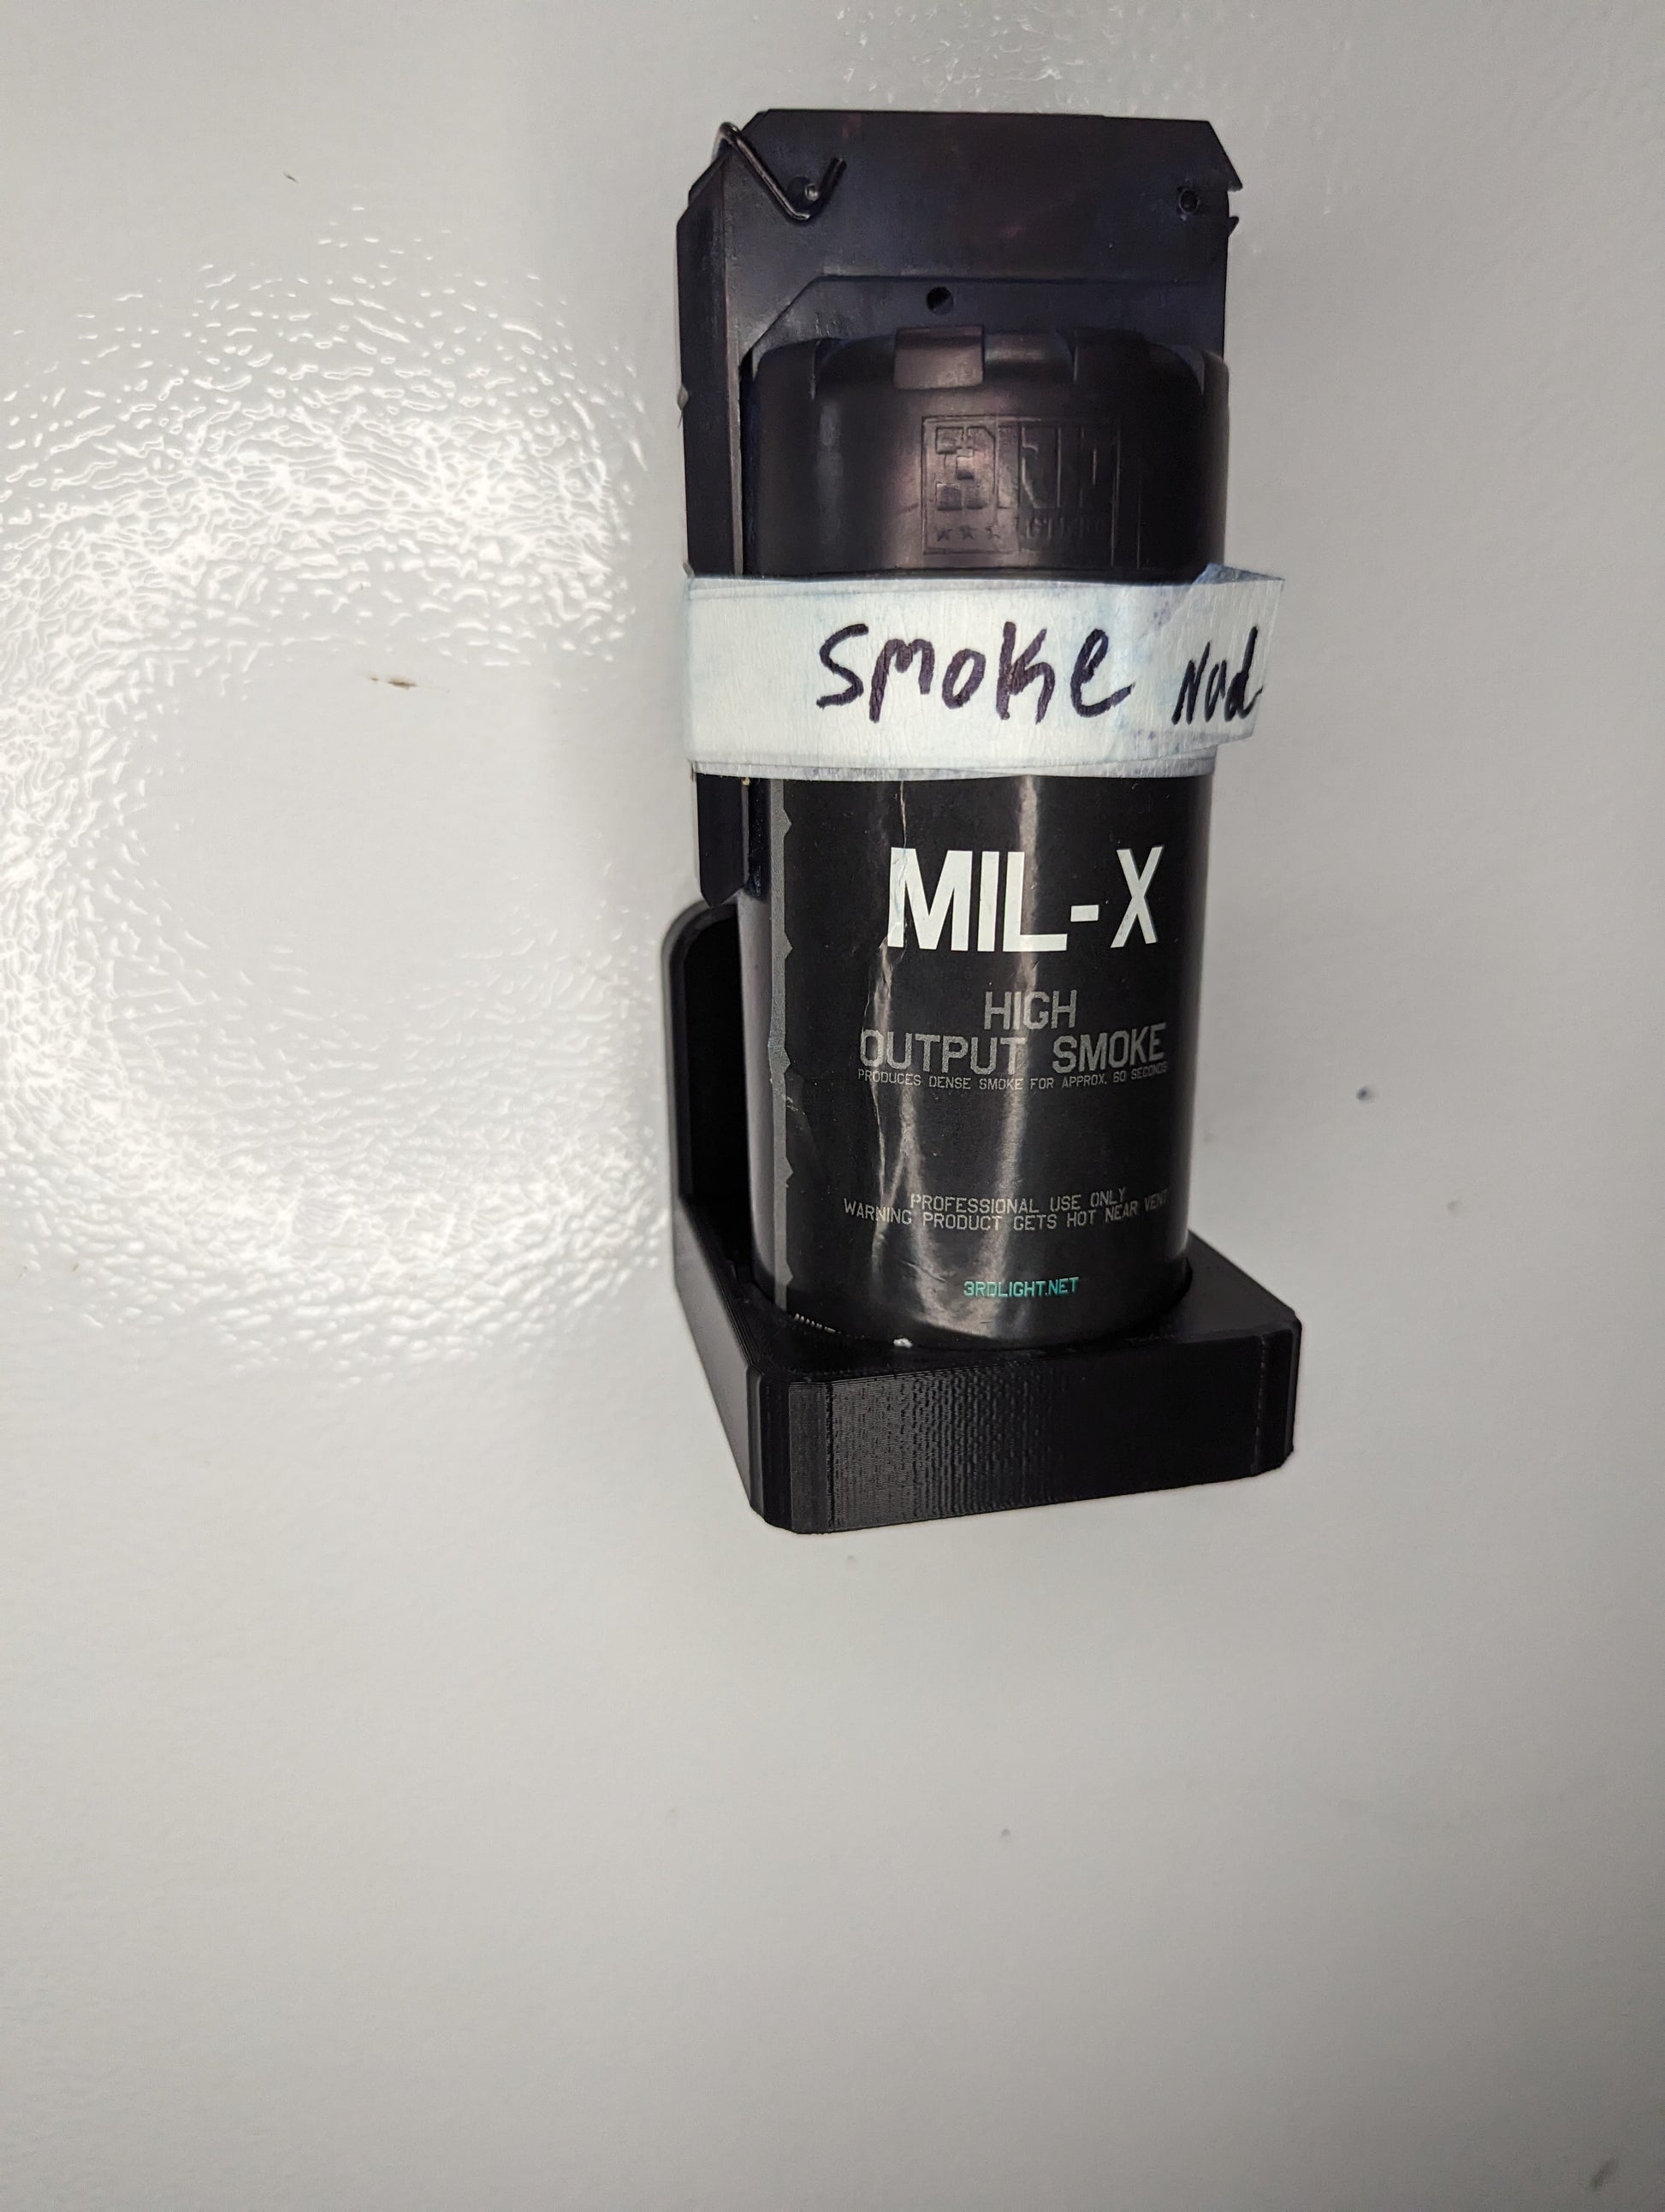 smoke Nad
MIL-X
HIGH
OUTPUT SMOKE
PRODUCES DENSE SMOKE FOR APPROX. 60 SECONDS
PROFESSIONAL USE ONLY
WARNING PRODUCT GETS HOT NEAR VENT
3RDLIGHT.NET